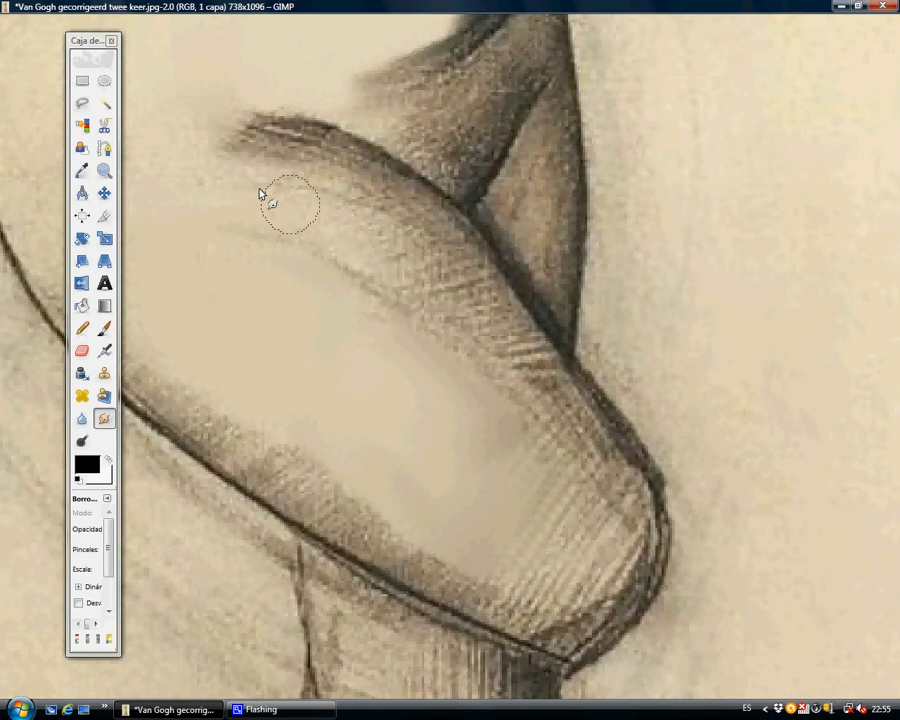 *Van Gogh gecorrigeerd twee keer.jpg-2.0 (RGB, 1 capa) 738x1096 – GIMP
Caja de...
A
Borro...
Modo:
Opacidad
Pinceles:
Escala:
Dinár
Desv
*Van Gogh gecorrig...
Flashing
ES
22:55